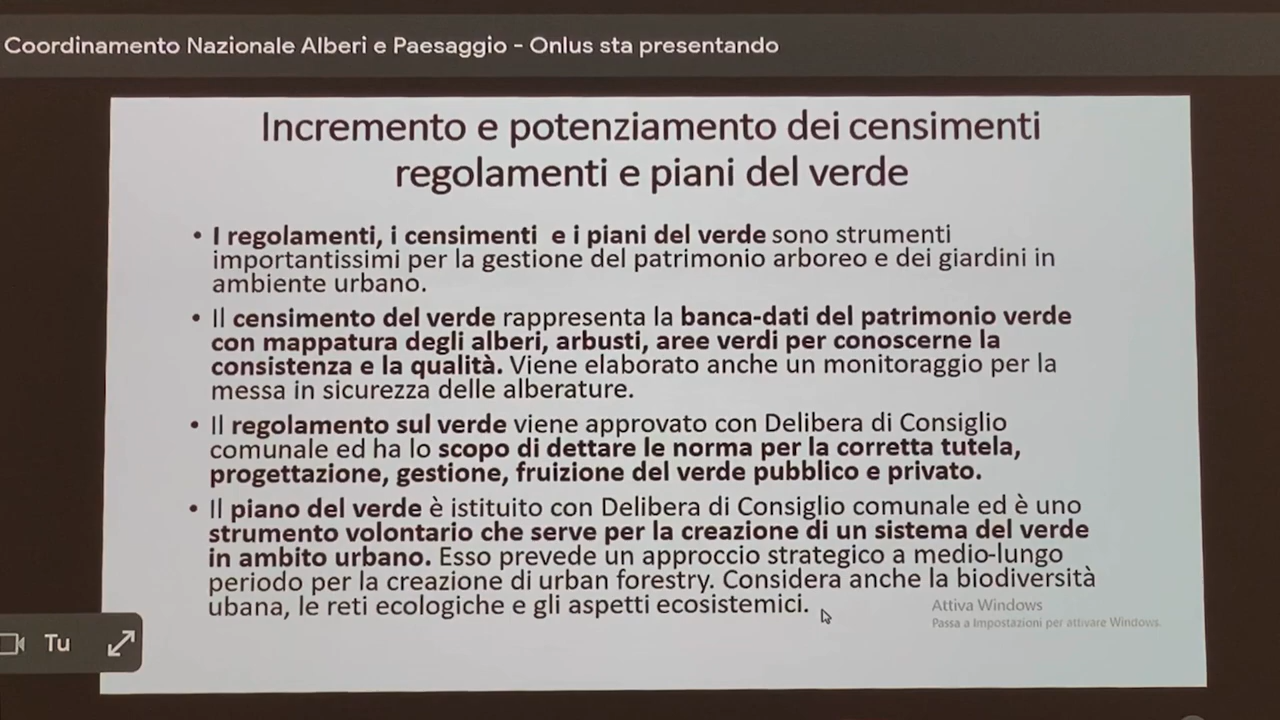 Coordinamento Nazionale Alberi e Paesaggio - Onlus sta presentando
Incremento e potenziamento dei censimenti
regolamenti e piani del verde
• I regolamenti, i censimenti e i piani del verde sono strumenti
importantissimi per la gestione del patrimonio arboreo e dei giardini in
ambiente urbano.
• Il censimento del verde rappresenta la banca-dati del patrimonio verde
con mappatura degli alberi, arbusti, aree verdi per conoscerne la
consistenza e la qualità. Viene elaborato anche un monitoraggio per la
messa in sicurezza delle alberature.
• Il regolamento sul verde viene approvato con Delibera di Consiglio
comunale ed ha lo scopo di dettare le norma per la corretta tutela,
progettazione, gestione, fruizione del verde pubblico e privato.
• Il piano del verde è istituito con Delibera di Consiglio comunale ed è uno
strumento volontario che serve per la creazione di un sistema del verde
in ambito urbano. Esso prevede un approccio strategico a medio-lungo
periodo per la creazione di urban forestry. Considera anche la biodiversità
ubana, le reti ecologiche e gli aspetti ecosistemici.
Attiva Windows
Passa a Impostazioni per attivare Windows.
Tu